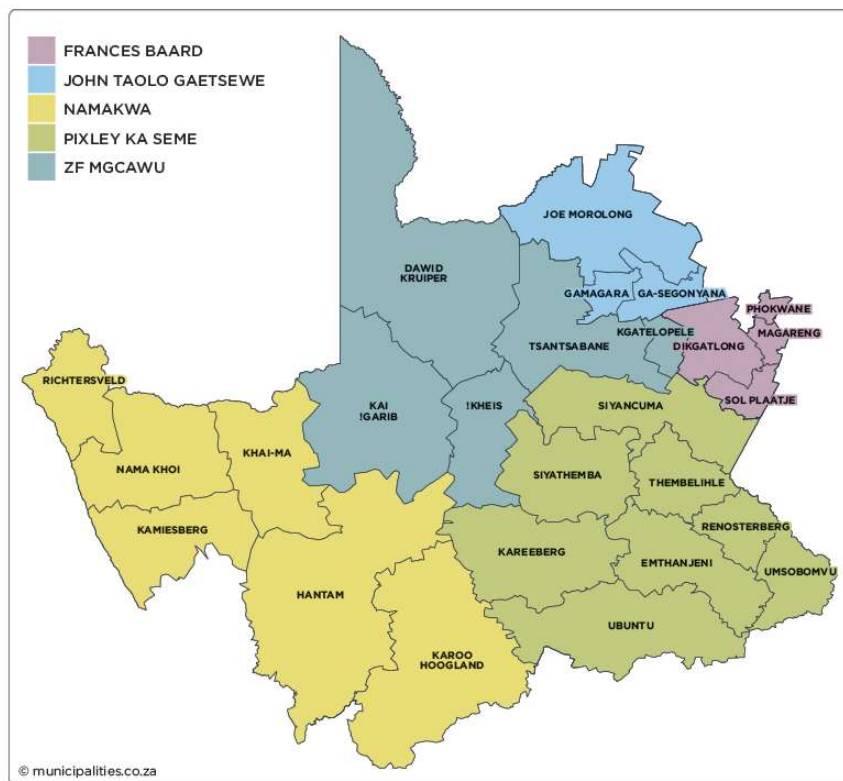 FRANCES BAARD
JOHN TAOLO GAETSEWE
NAMAKWA
PIXLEY KA SEME
ZF MGCAWU
JOE MOROLONG
DAWID
KRUIPER
GAMAGARA
GA-SEGONYANA
PHOKWANE
KGATELOPELE
MAGARENG
TSANTSABANE
DIKGATLONG
RICHTERSVELD
SOL PLAATJE
KAI
!GARIB
!KHEIS
SIYANCUMA
KHAI-MA
NAMA KHOI
SIYATHEMBA
THEMBELIHLE
KAMIESBERG
RENOSTERBERG
KAREEBERG
EMTHANJENI
UMSOBOMVU
HANTAM
UBUNTU
KAROO
HOOGLAND
© municipalities.co.za